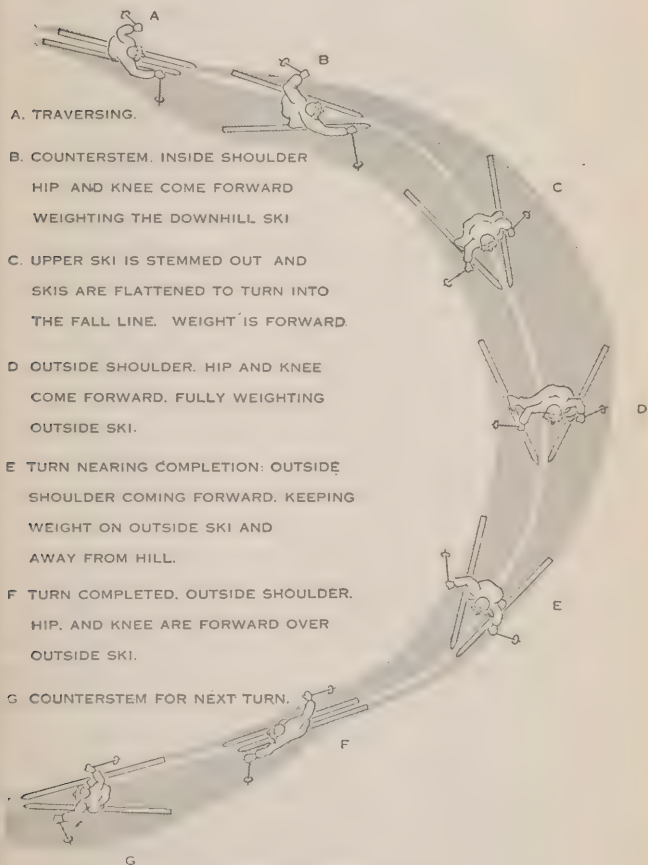 A
B
A. TRAVERSING.
B. COUNTERSTEM. INSIDE SHOULDER
HIP AND KNEE COME FORWARD
WEIGHTING THE DOWNHILL SKI
C
C. UPPER SKI IS STEMMED OUT AND
SKIS ARE FLATTENED TO TURN INTO
THE FALL LINE. WEIGHT IS FORWARD.
D OUTSIDE SHOULDER. HIP AND KNEE
COME FORWARD. FULLY WEIGHTING
OUTSIDE SKI.
D
E TURN NEARING COMPLETION: OUTSIDE
SHOULDER COMING FORWARD. KEEPING
WEIGHT ON OUTSIDE SKI AND
AWAY FROM HILL.
E
F TURN COMPLETED. OUTSIDE SHOULDER.
HIP, AND KNEE ARE FORWARD OVER
OUTSIDE SKI.
G COUNTERSTEM FOR NEXT TURN.
F
G